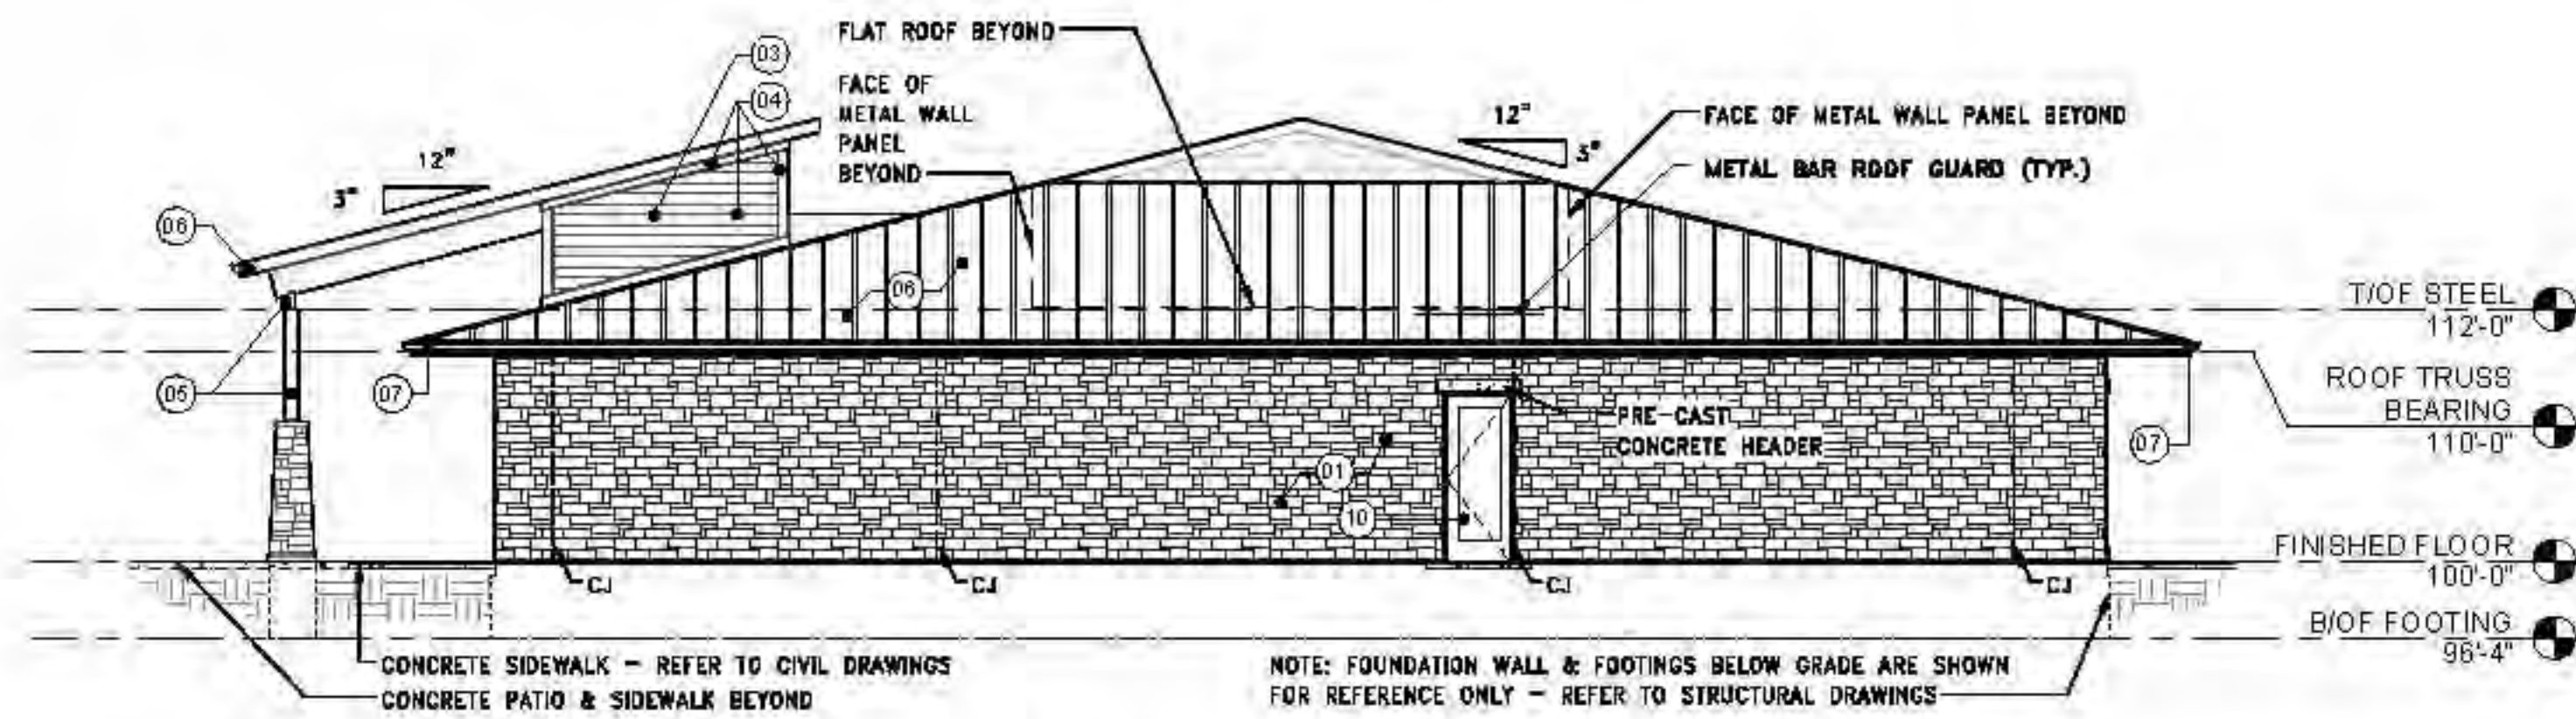 FLAT ROOF BEYOND
03
FACE OF
METAL WALL
PANEL
BEYOND
04
12"
3"
06
12"
3"
FACE OF METAL WALL PANEL BEYOND
METAL BAR ROOF GUARD (TYP.)
06
T/OF STEEL
112'-0"
05
07
ROOF TRUSS
BEARING
110'-0"
PRE-CAST
CONCRETE HEADER
07
01
10
FINISHED FLOOR
100'-0"
CJ
CJ
CJ
CJ
B/OF FOOTING
96'-4"
CONCRETE SIDEWALK - REFER TO CIVIL DRAWINGS
CONCRETE PATIO & SIDEWALK BEYOND
NOTE: FOUNDATION WALL & FOOTINGS BELOW GRADE ARE SHOWN
FOR REFERENCE ONLY - REFER TO STRUCTURAL DRAWINGS